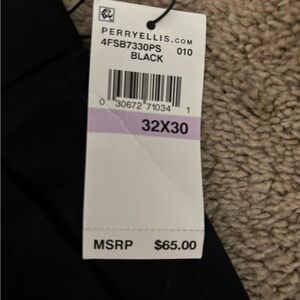 PERRYELLIS.COM
4FSB7330PS 010
BLACK
0 30672 71034 1
32X30
MSRP $65.00